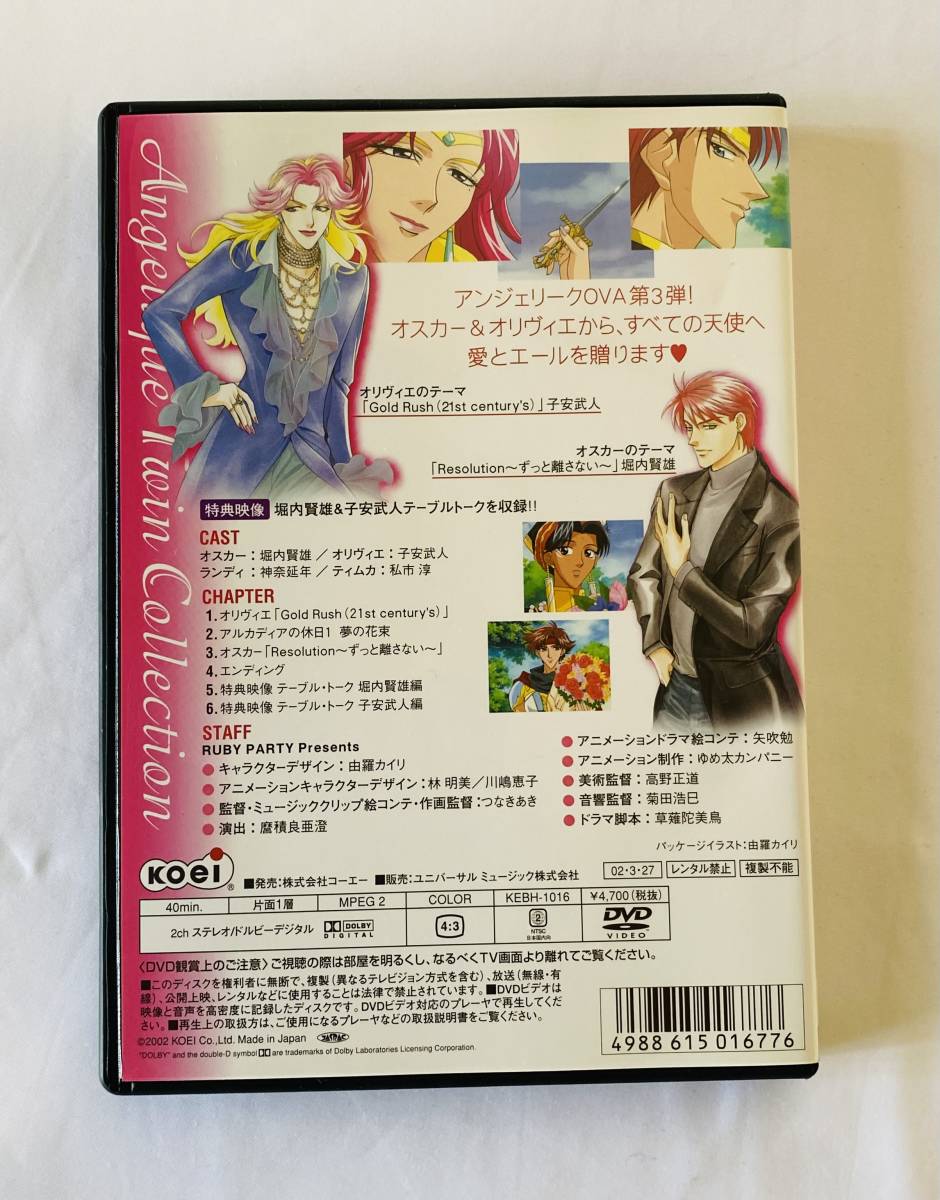 Angelique Twin Collection
アンジェリークOVA第3弾!
オスカー&オリヴィエから、すべての天使へ
愛とエールを贈ります♥
オリヴィエのテーマ
「Gold Rush(21st century's)」子安武人
オスカーのテーマ
「Resolution〜ずっと離さない〜」堀内賢雄
特典映像 堀内賢雄&子安武人テーブルトークを収録!!
CAST
オスカー:堀内賢雄/オリヴィエ:子安武人
ランディ:神奈延年/ティムカ:私市 淳
CHAPTER
1.オリヴィエ「Gold Rush(21st century's)」
2.アルカディアの休日1 夢の花束
3.オスカー「Resolution〜ずっと離さない〜」
4.エンディング
5.特典映像 テーブル・トーク 堀内賢雄編
6.特典映像 テーブル・トーク 子安武人編
STAFF
RUBY PARTY Presents
●キャラクターデザイン:由羅カイリ
●アニメーションキャラクターデザイン:林 明美/川嶋恵子
●監督・ミュージッククリップ絵コンテ・作画監督:つなきあき
●演出:麿積良亜澄
●アニメーションドラマ絵コンテ:矢吹勉
●アニメーション制作:ゆめ太カンパニー
●美術監督:高野正道
●音響監督:菊田浩巳
●ドラマ脚本:草薙陀美鳥
パッケージイラスト:由羅カイリ
KOEI ® ■発売:株式会社コーエー ■販売:ユニバーサル ミュージック株式会社
02・3・27 レンタル禁止 複製不能
40min. 片面1層 MPEG 2 COLOR KEBH-1016 ¥4,700(税抜)
2ch ステレオ/ドルビーデジタル DOLBY DIGITAL 4:3 2 NTSC 日本国内向 DVD VIDEO
〈DVD観賞上のご注意〉ご視聴の際は部屋を明るくし、なるべくTV画面より離れてご覧ください。
■このディスクを権利者に無断で、複製(異なるテレビジョン方式を含む)、放送(無線・有
線)、公開上映、レンタルなどに使用することは法律で禁止されています。■DVDビデオは
映像と音声を高密度に記録したディスクです。DVDビデオ対応のプレーヤで再生してくだ
さい。■再生上の取扱方は、ご使用になるプレーヤなどの取扱説明書をご覧ください。
©2002 KOEI Co.,Ltd. Made in Japan
"DOLBY" and the double-D symbol are trademarks of Dolby Laboratories Licensing Corporation.
4988615016776